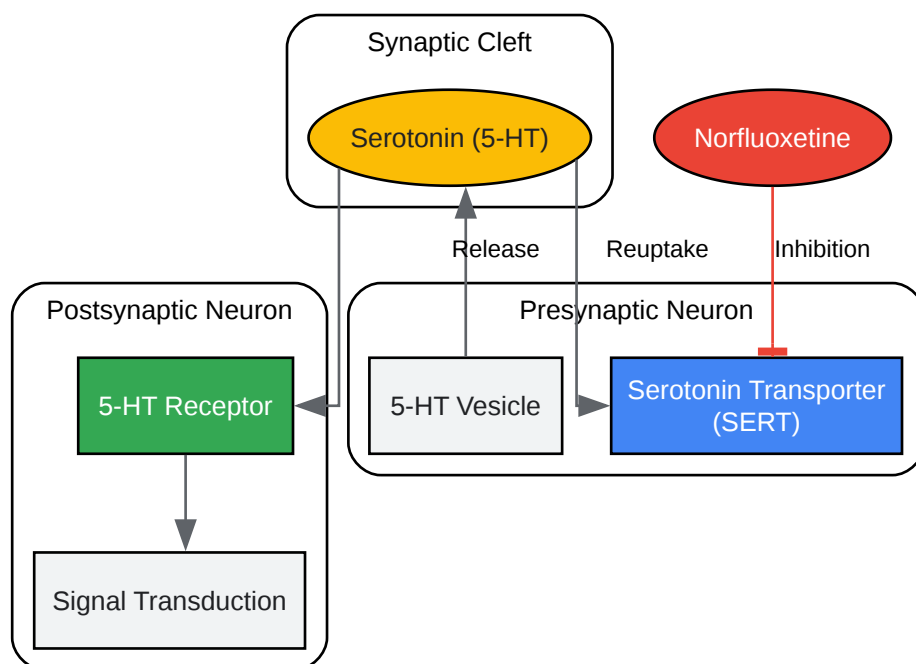 Synaptic Cleft
Serotonin (5-HT)
Norfluoxetine
Release
Reuptake
Inhibition
Postsynaptic Neuron
Presynaptic Neuron
5-HT Receptor
5-HT Vesicle
Serotonin Transporter
(SERT)
Signal Transduction